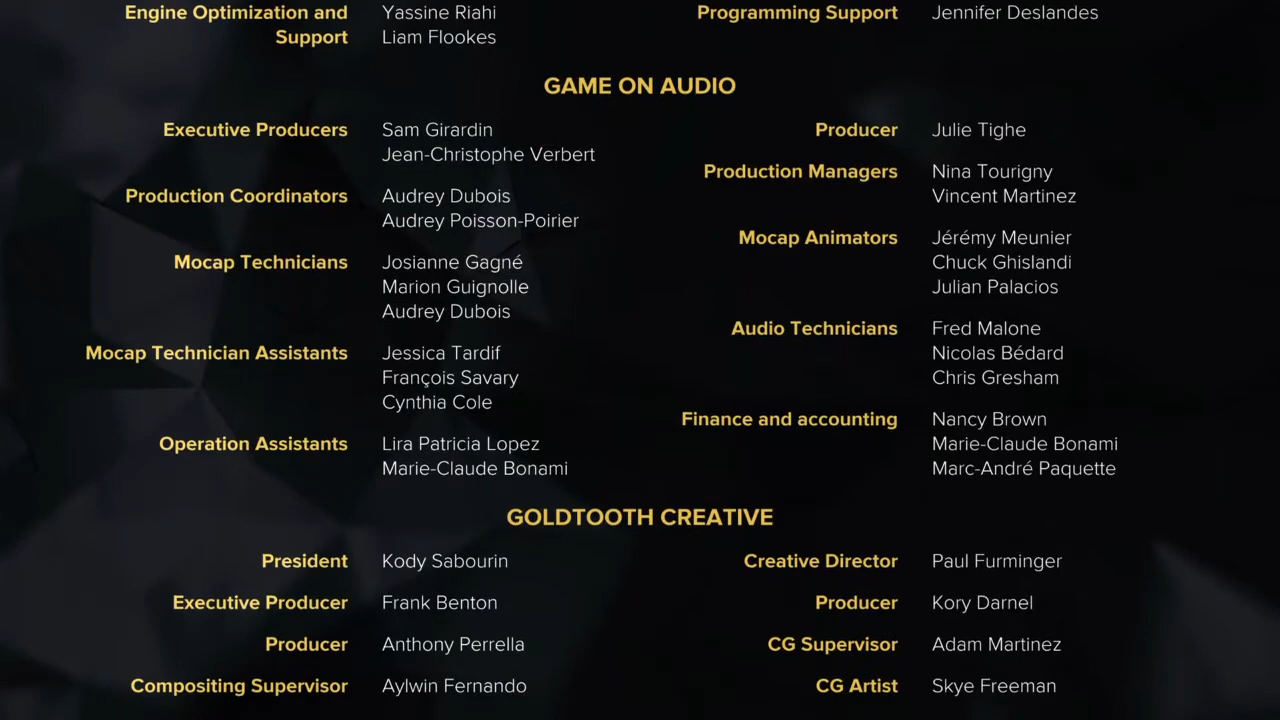 Engine Optimization and Support
Yassine Riahi
Liam Flookes
Programming Support
Jennifer Deslandes
GAME ON AUDIO
Executive Producers
Sam Girardin
Jean-Christophe Verbert
Producer
Julie Tighe
Production Coordinators
Audrey Dubois
Audrey Poisson-Poirier
Production Managers
Nina Tourigny
Vincent Martinez
Mocap Technicians
Josianne Gagné
Marion Guignolle
Audrey Dubois
Mocap Animators
Jérémy Meunier
Chuck Ghislandi
Julian Palacios
Mocap Technician Assistants
Jessica Tardif
François Savary
Cynthia Cole
Audio Technicians
Fred Malone
Nicolas Bédard
Chris Gresham
Operation Assistants
Lira Patricia Lopez
Marie-Claude Bonami
Finance and accounting
Nancy Brown
Marie-Claude Bonami
Marc-André Paquette
GOLDTOOTH CREATIVE
President
Kody Sabourin
Creative Director
Paul Furminger
Executive Producer
Frank Benton
Producer
Kory Darnel
Producer
Anthony Perrella
CG Supervisor
Adam Martinez
Compositing Supervisor
Aylwin Fernando
CG Artist
Skye Freeman